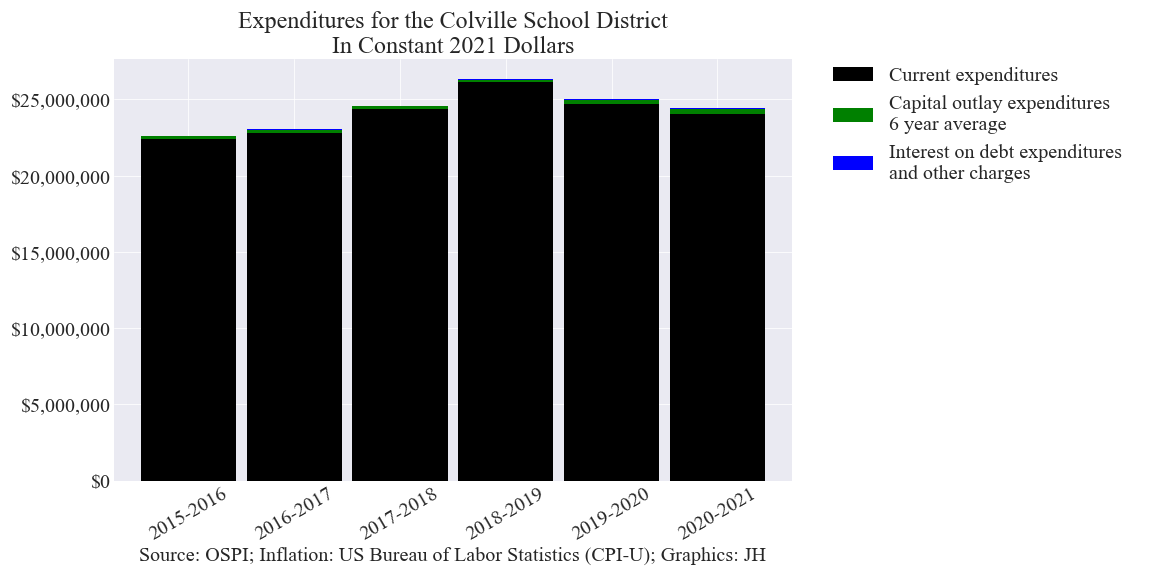 Expenditures for the Colville School District
In Constant 2021 Dollars
$25,000,000
$20,000,000
$15,000,000
$10,000,000
$5,000,000
$0
2015-2016
2016-2017
2017-2018
2018-2019
2019-2020
2020-2021
Source: OSPI; Inflation: US Bureau of Labor Statistics (CPI-U); Graphics: JH
Current expenditures
Capital outlay expenditures
6 year average
Interest on debt expenditures
and other charges